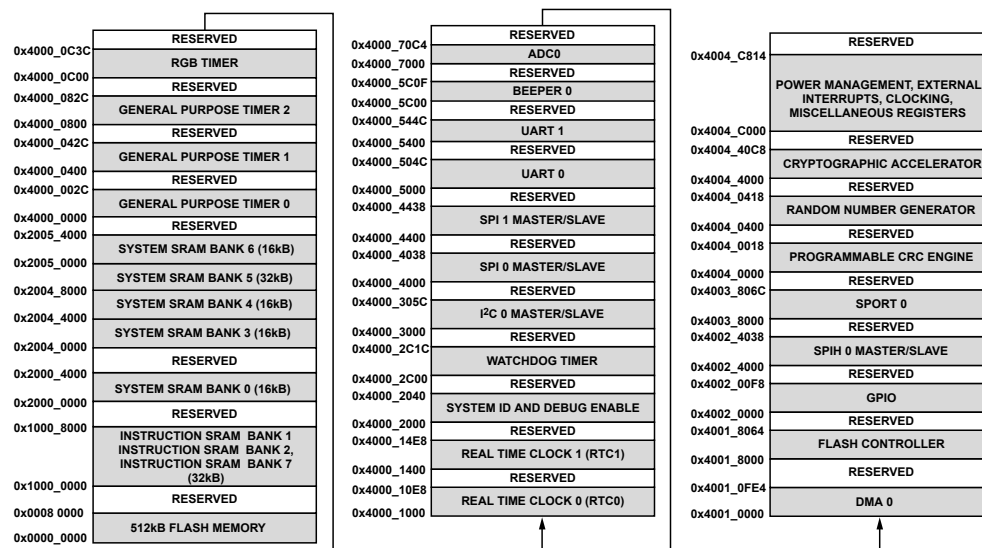 RESERVED
0x4000_0C3C
RGB TIMER
0x4000_0C00
RESERVED
0x4000_082C
GENERAL PURPOSE TIMER 2
0x4000_0800
RESERVED
0x4000_042C
GENERAL PURPOSE TIMER 1
0x4000_0400
RESERVED
0x4000_002C
GENERAL PURPOSE TIMER 0
0x4000_0000
RESERVED
0x2005_4000
SYSTEM SRAM BANK 6 (16kB)
0x2005_0000
SYSTEM SRAM BANK 5 (32kB)
0x2004_8000
SYSTEM SRAM BANK 4 (16kB)
0x2004_4000
SYSTEM SRAM BANK 3 (16kB)
0x2004_0000
RESERVED
0x2000_4000
SYSTEM SRAM BANK 0 (16kB)
0x2000_0000
RESERVED
0x1000_8000
INSTRUCTION SRAM BANK 1
INSTRUCTION SRAM BANK 2,
INSTRUCTION SRAM BANK 7
(32kB)
0x1000_0000
RESERVED
0x0008 0000
512kB FLASH MEMORY
0x0000_0000
RESERVED
0x4000_70C4
ADC0
0x4000_7000
RESERVED
0x4000_5C0F
BEEPER 0
0x4000_5C00
RESERVED
0x4000_544C
UART 1
0x4000_5400
RESERVED
0x4000_504C
UART 0
0x4000_5000
RESERVED
0x4000_4438
SPI 1 MASTER/SLAVE
0x4000_4400
RESERVED
0x4000_4038
SPI 0 MASTER/SLAVE
0x4000_4000
RESERVED
0x4000_305C
I2C 0 MASTER/SLAVE
0x4000_3000
RESERVED
0x4000_2C1C
WATCHDOG TIMER
0x4000_2C00
RESERVED
0x4000_2040
SYSTEM ID AND DEBUG ENABLE
0x4000_2000
RESERVED
0x4000_14E8
REAL TIME CLOCK 1 (RTC1)
0x4000_1400
RESERVED
0x4000_10E8
REAL TIME CLOCK 0 (RTC0)
0x4000_1000
RESERVED
0x4004_C814
POWER MANAGEMENT, EXTERNAL
INTERRUPTS, CLOCKING,
MISCELLANEOUS REGISTERS
0x4004_C000
RESERVED
0x4004_40C8
CRYPTOGRAPHIC ACCELERATOR
0x4004_4000
RESERVED
0x4004_0418
RANDOM NUMBER GENERATOR
0x4004_0400
RESERVED
0x4004_0018
PROGRAMMABLE CRC ENGINE
0x4004_0000
RESERVED
0x4003_806C
SPORT 0
0x4003_8000
RESERVED
0x4002_4038
SPIH 0 MASTER/SLAVE
0x4002_4000
RESERVED
0x4002_00F8
GPIO
0x4002_0000
RESERVED
0x4001_8064
FLASH CONTROLLER
0x4001_8000
RESERVED
0x4001_0FE4
DMA 0
0x4001_0000